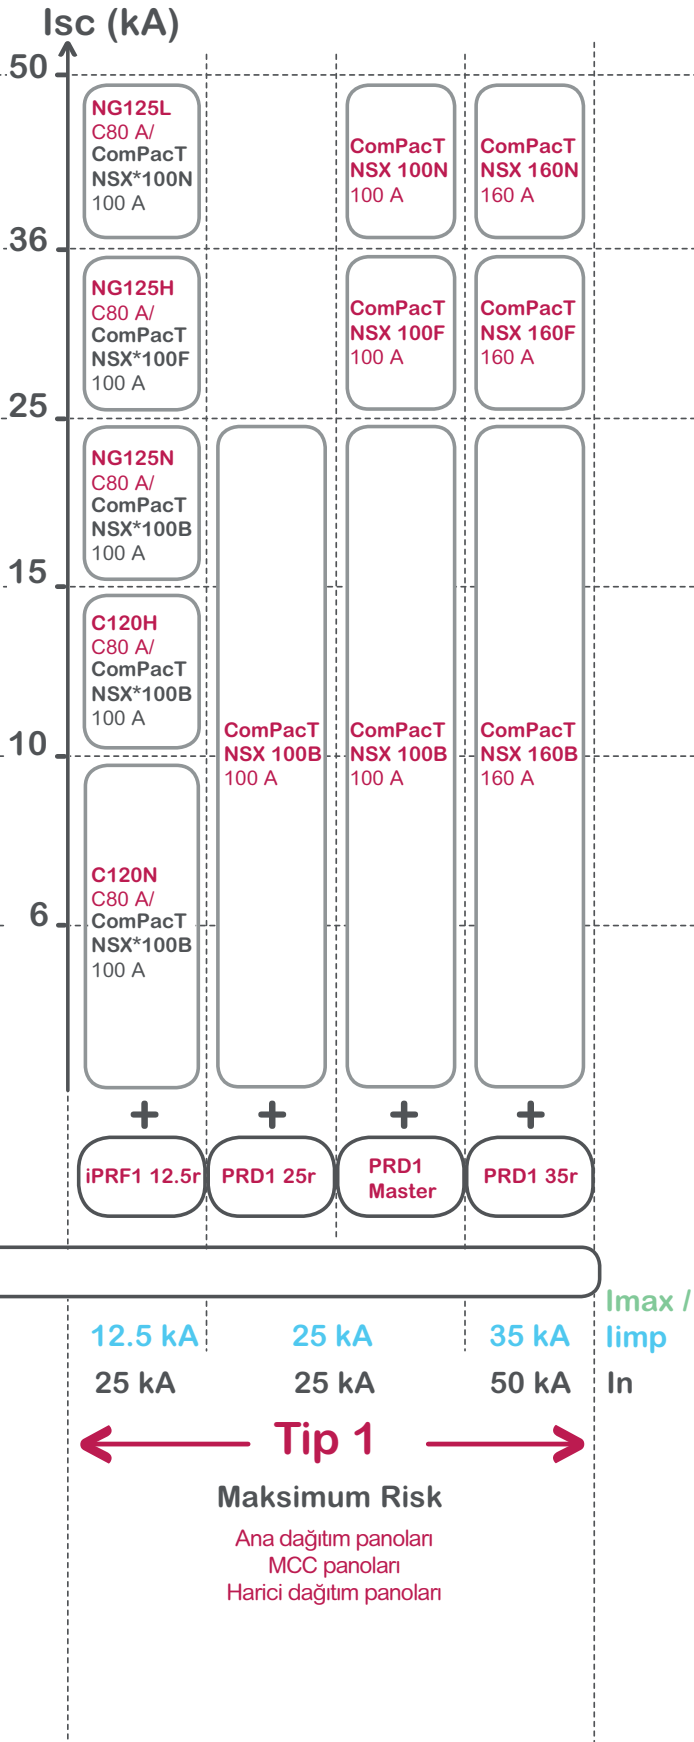 Isc (kA)
50
NG125L
C80 A/
ComPacT
NSX*100N
100 A
ComPacT
NSX 100N
100 A
ComPacT
NSX 160N
160 A
36
NG125H
C80 A/
ComPacT
NSX*100F
100 A
ComPacT
NSX 100F
100 A
ComPacT
NSX 160F
160 A
25
NG125N
C80 A/
ComPacT
NSX*100B
100 A
15
C120H
C80 A/
ComPacT
NSX*100B
100 A
10
ComPacT
NSX 100B
100 A
ComPacT
NSX 100B
100 A
ComPacT
NSX 160B
160 A
C120N
C80 A/
ComPacT
NSX*100B
100 A
6
+ + + +
iPRF1 12.5r
PRD1 25r
PRD1
Master
PRD1 35r
Imax /
12.5 kA 25 kA 35 kA Iimp
25 kA 25 kA 50 kA In
Tip 1
Maksimum Risk
Ana dağıtım panoları
MCC panoları
Harici dağıtım panoları